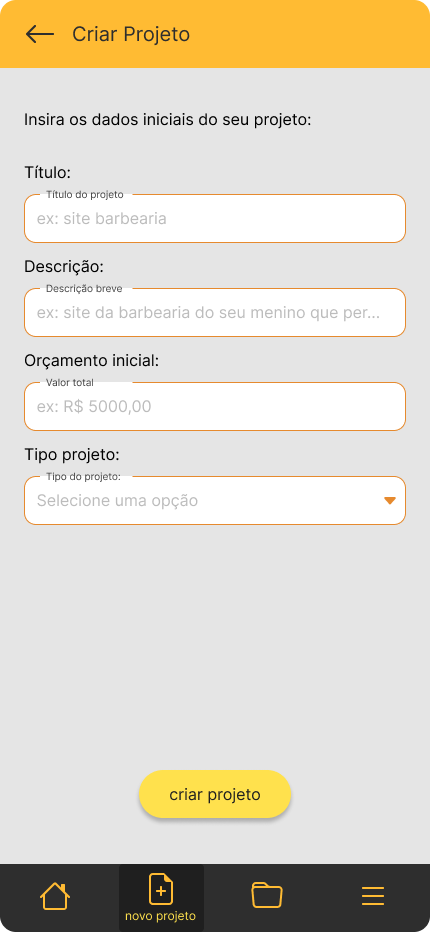 Criar Projeto
Insira os dados iniciais do seu projeto:
Título:
Título do projeto
ex: site barbearia
Descrição:
Descrição breve
ex: site da barbearia do seu menino que per...
Orçamento inicial:
Valor total
ex: R$ 5000,00
Tipo projeto:
Tipo do projeto:
Selecione uma opção
criar projeto
novo projeto